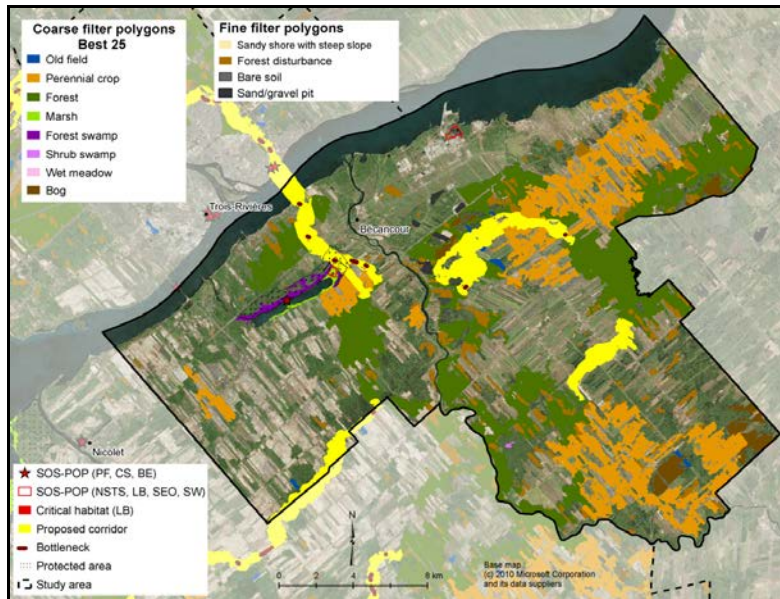 Coarse filter polygons
Best 25
Old field
Perennial crop
Forest
Marsh
Forest swamp
Shrub swamp
Wet meadow
Bog
Fine filter polygons
Sandy shore with steep slope
Forest disturbance
Bare soil
Sand/gravel pit
Trois-Rivières
Bécancour
Nicolet
SOS-POP (PF, CS, BE)
SOS-POP (NSTS, LB, SEO, SW)
Critical habitat (LB)
Proposed corridor
Bottleneck
Protected area
Study area
N
0 2 4 8 km
Base map :
(c) 2010 Microsoft Corporation
and its data suppliers